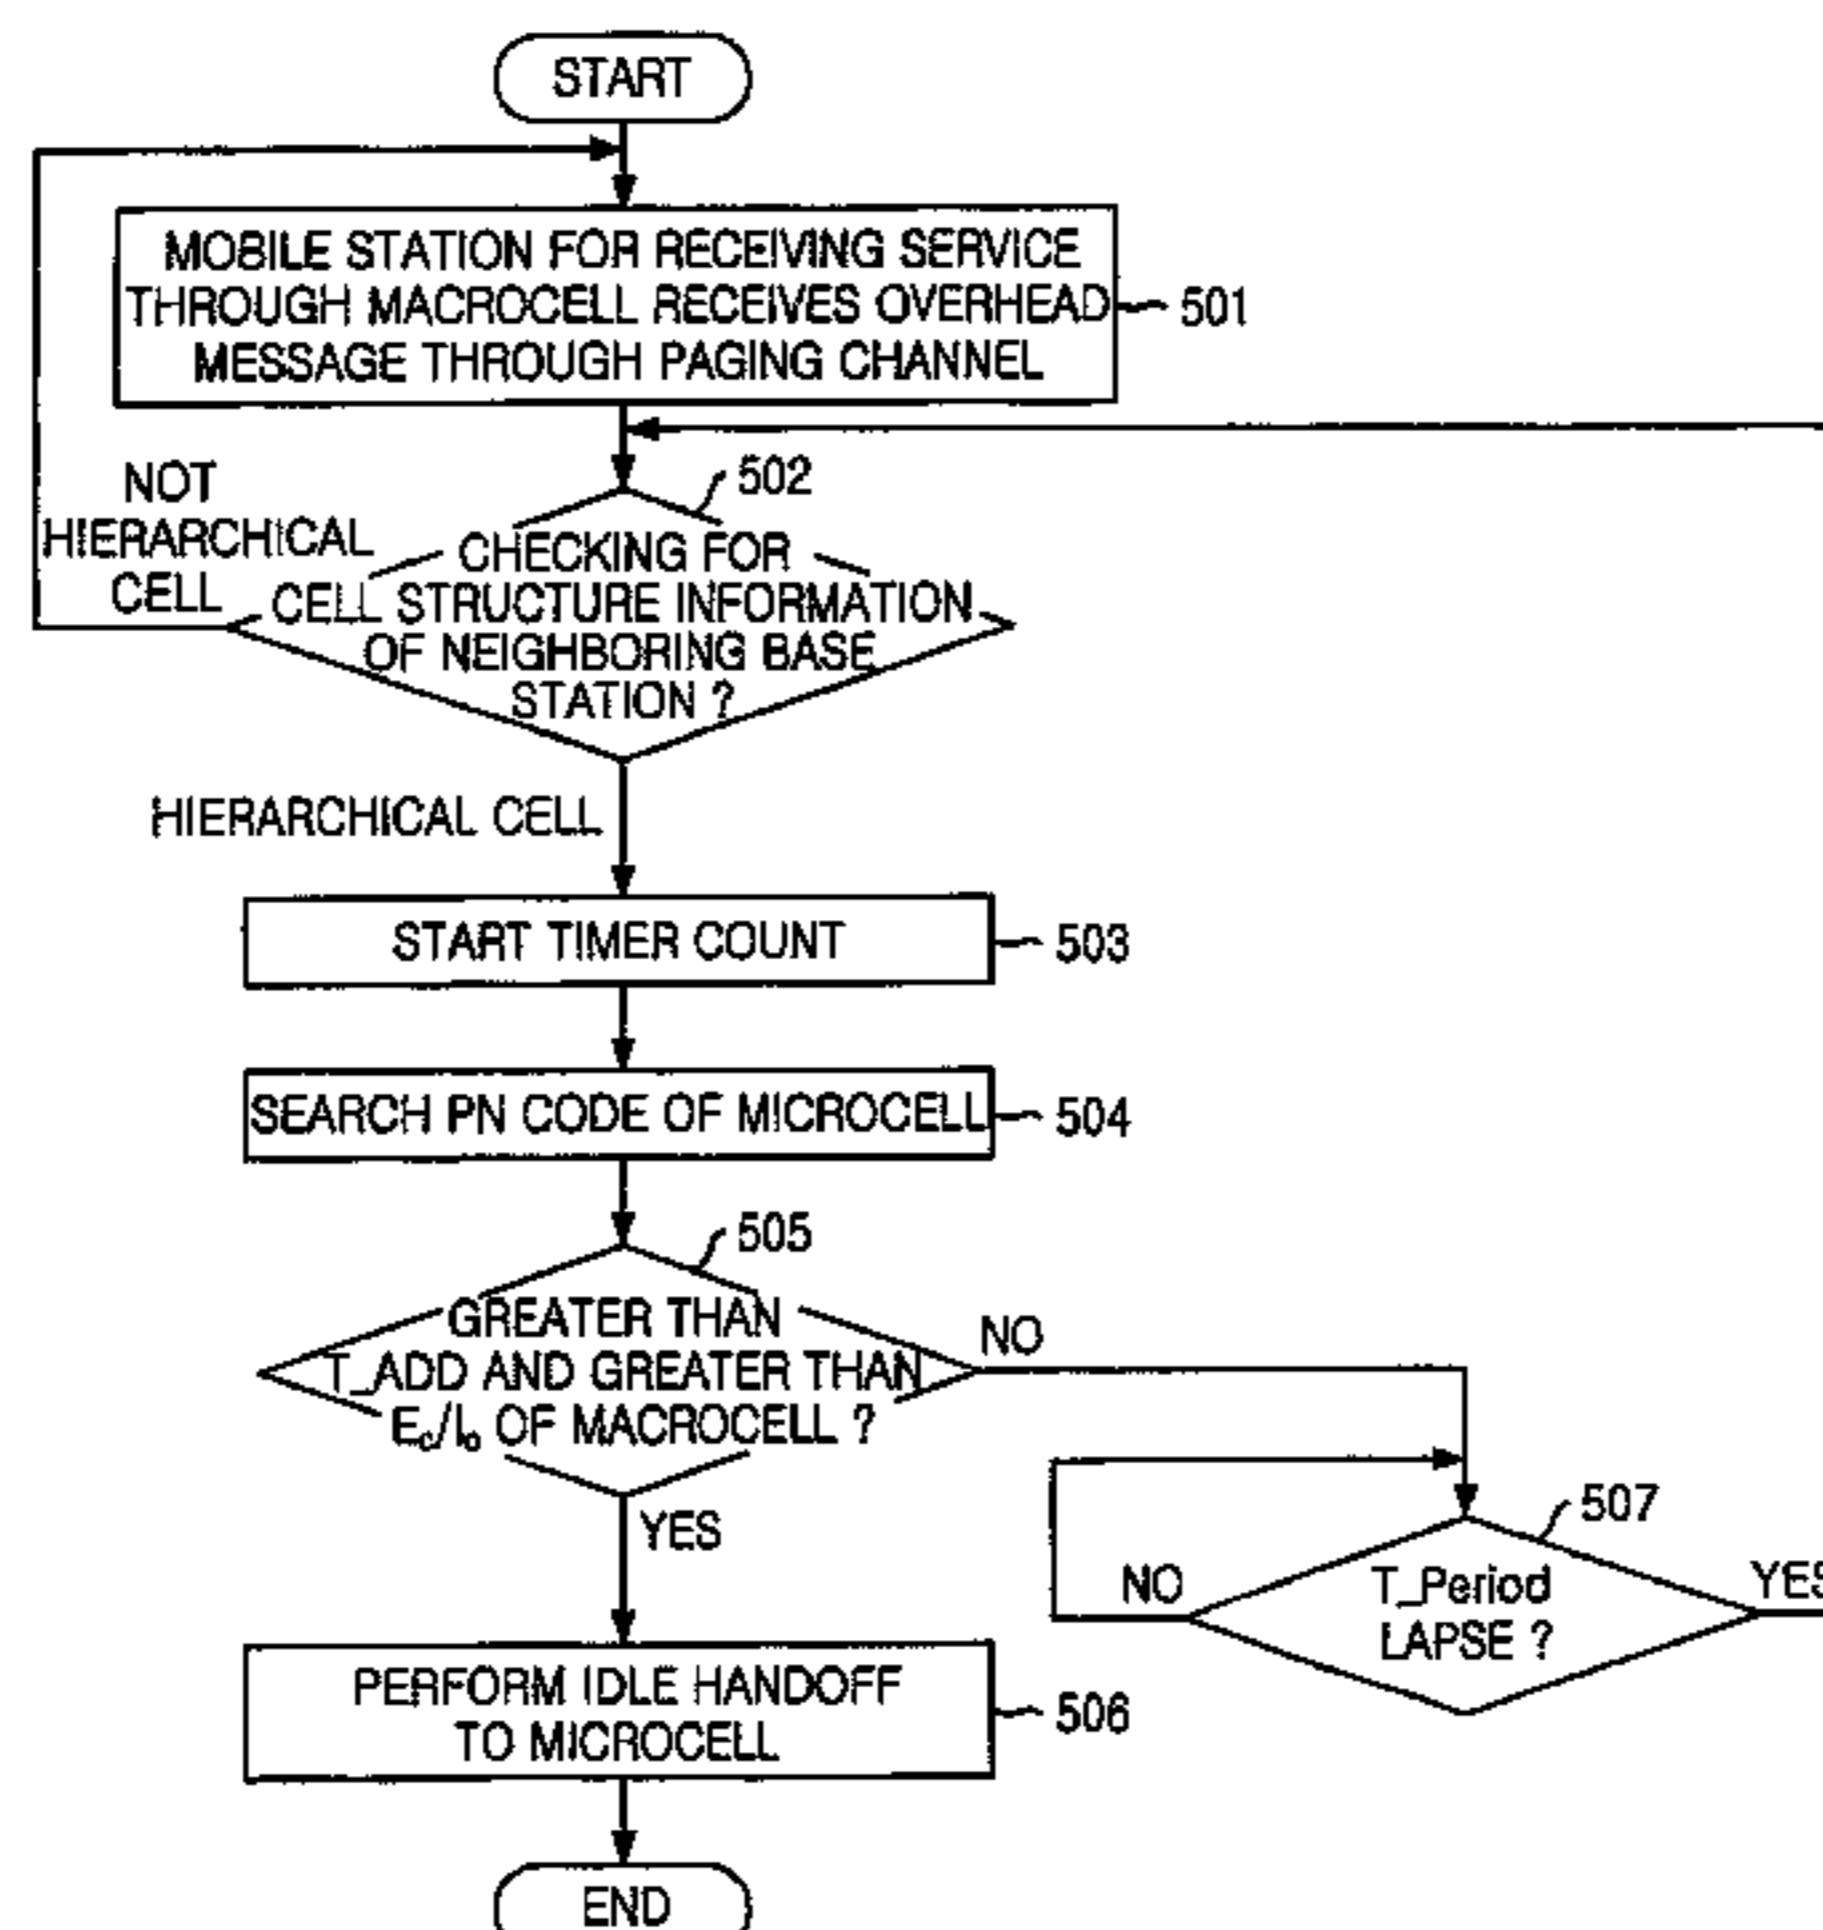 START
MOBILE STATION FOR RECEIVING SERVICE
THROUGH MACROCELL RECEIVES OVERHEAD
MESSAGE THROUGH PAGING CHANNEL
501
502
NOT
HIERARCHICAL
CELL
CHECKING FOR
CELL STRUCTURE INFORMATION
OF NEIGHBORING BASE
STATION ?
HIERARCHICAL CELL
START TIMER COUNT
503
SEARCH PN CODE OF MICROCELL
504
505
GREATER THAN
T_ADD AND GREATER THAN
Ec/Io OF MACROCELL ?
NO
YES
507
T_Period
LAPSE ?
NO
YES
PERFORM IDLE HANDOFF
TO MICROCELL
506
END